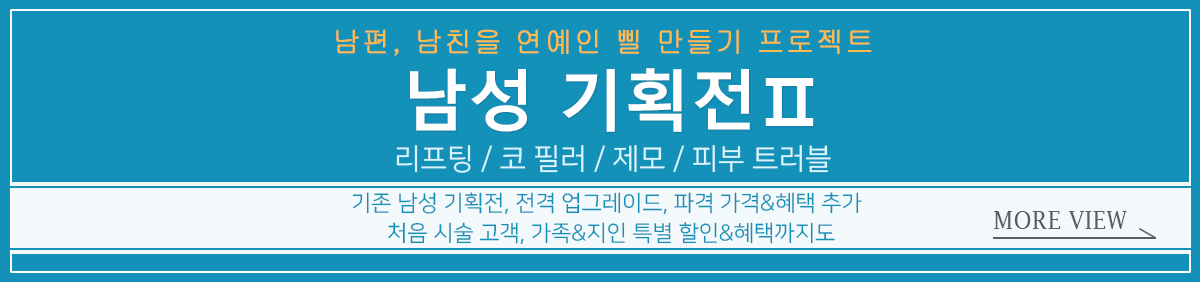 남편, 남친을 연예인 삘 만들기 프로젝트
남성 기획전Ⅱ
리프팅 / 코 필러 / 제모 / 피부 트러블
기존 남성 기획전, 전격 업그레이드, 파격 가격&혜택 추가
처음 시술 고객, 가족&지인 특별 할인&혜택까지도
MORE VIEW